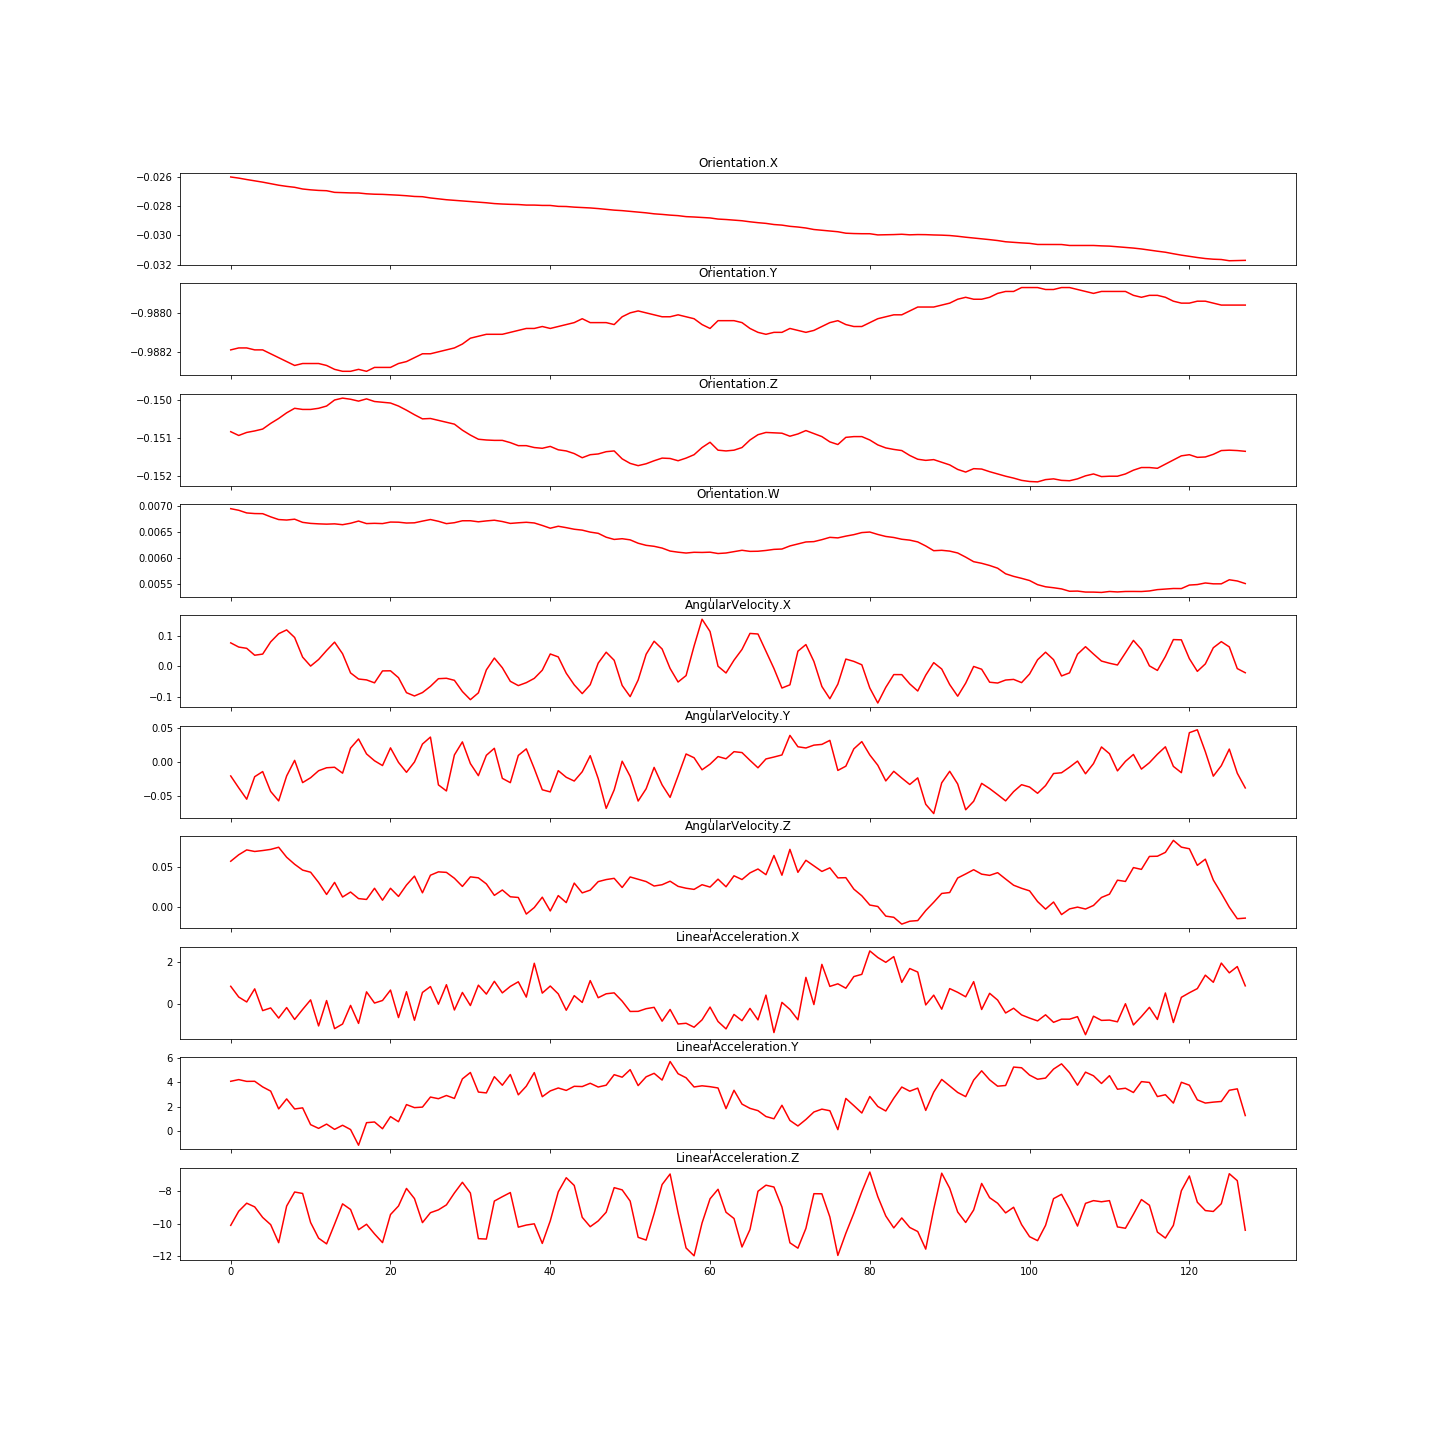 Orientation.X
−0.026
−0.028
−0.030
−0.032
Orientation.Y
−0.9880
−0.9882
Orientation.Z
−0.150
−0.151
−0.152
Orientation.W
0.0070
0.0065
0.0060
0.0055
AngularVelocity.X
0.1
0.0
−0.1
AngularVelocity.Y
0.05
0.00
−0.05
AngularVelocity.Z
0.05
0.00
LinearAcceleration.X
2
0
LinearAcceleration.Y
6
4
2
0
LinearAcceleration.Z
−8
−10
−12
0 20 40 60 80 100 120